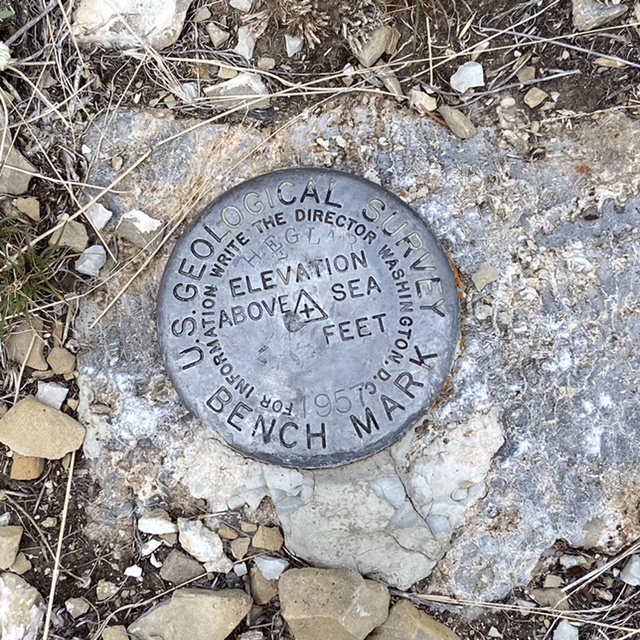 U.S. GEOLOGICAL SURVEY
BENCH MARK
FOR INFORMATION WRITE THE DIRECTOR WASHINGTON, D.C.
ELEVATION
ABOVE SEA
FEET
1957